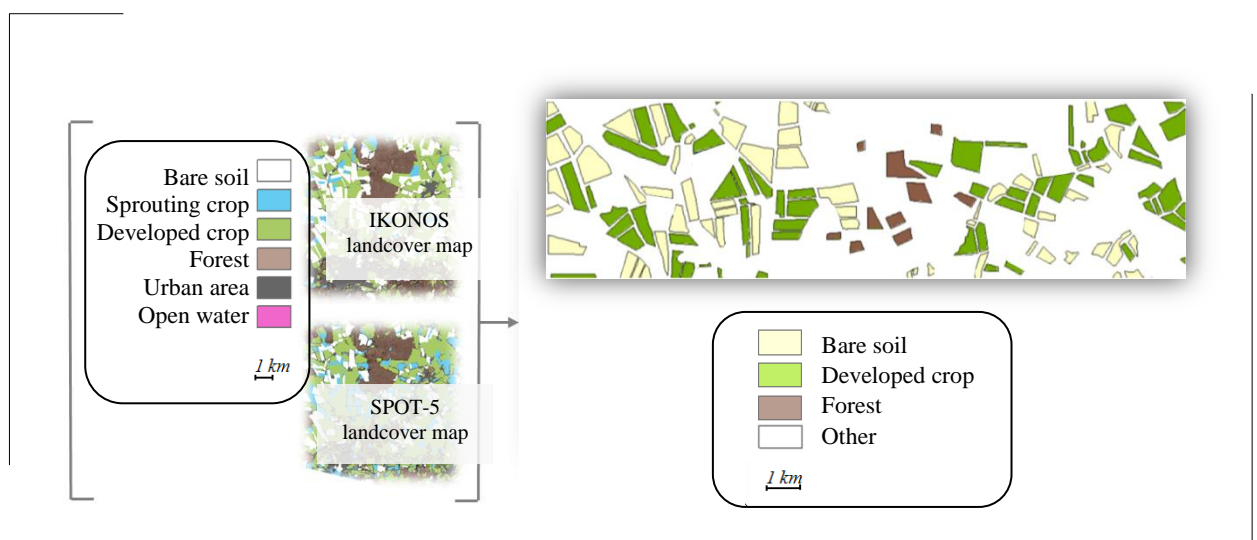 Bare soil
Sprouting crop
Developed crop
Forest
Urban area
Open water
1 km
IKONOS
landcover map
SPOT-5
landcover map
Bare soil
Developed crop
Forest
Other
1 km